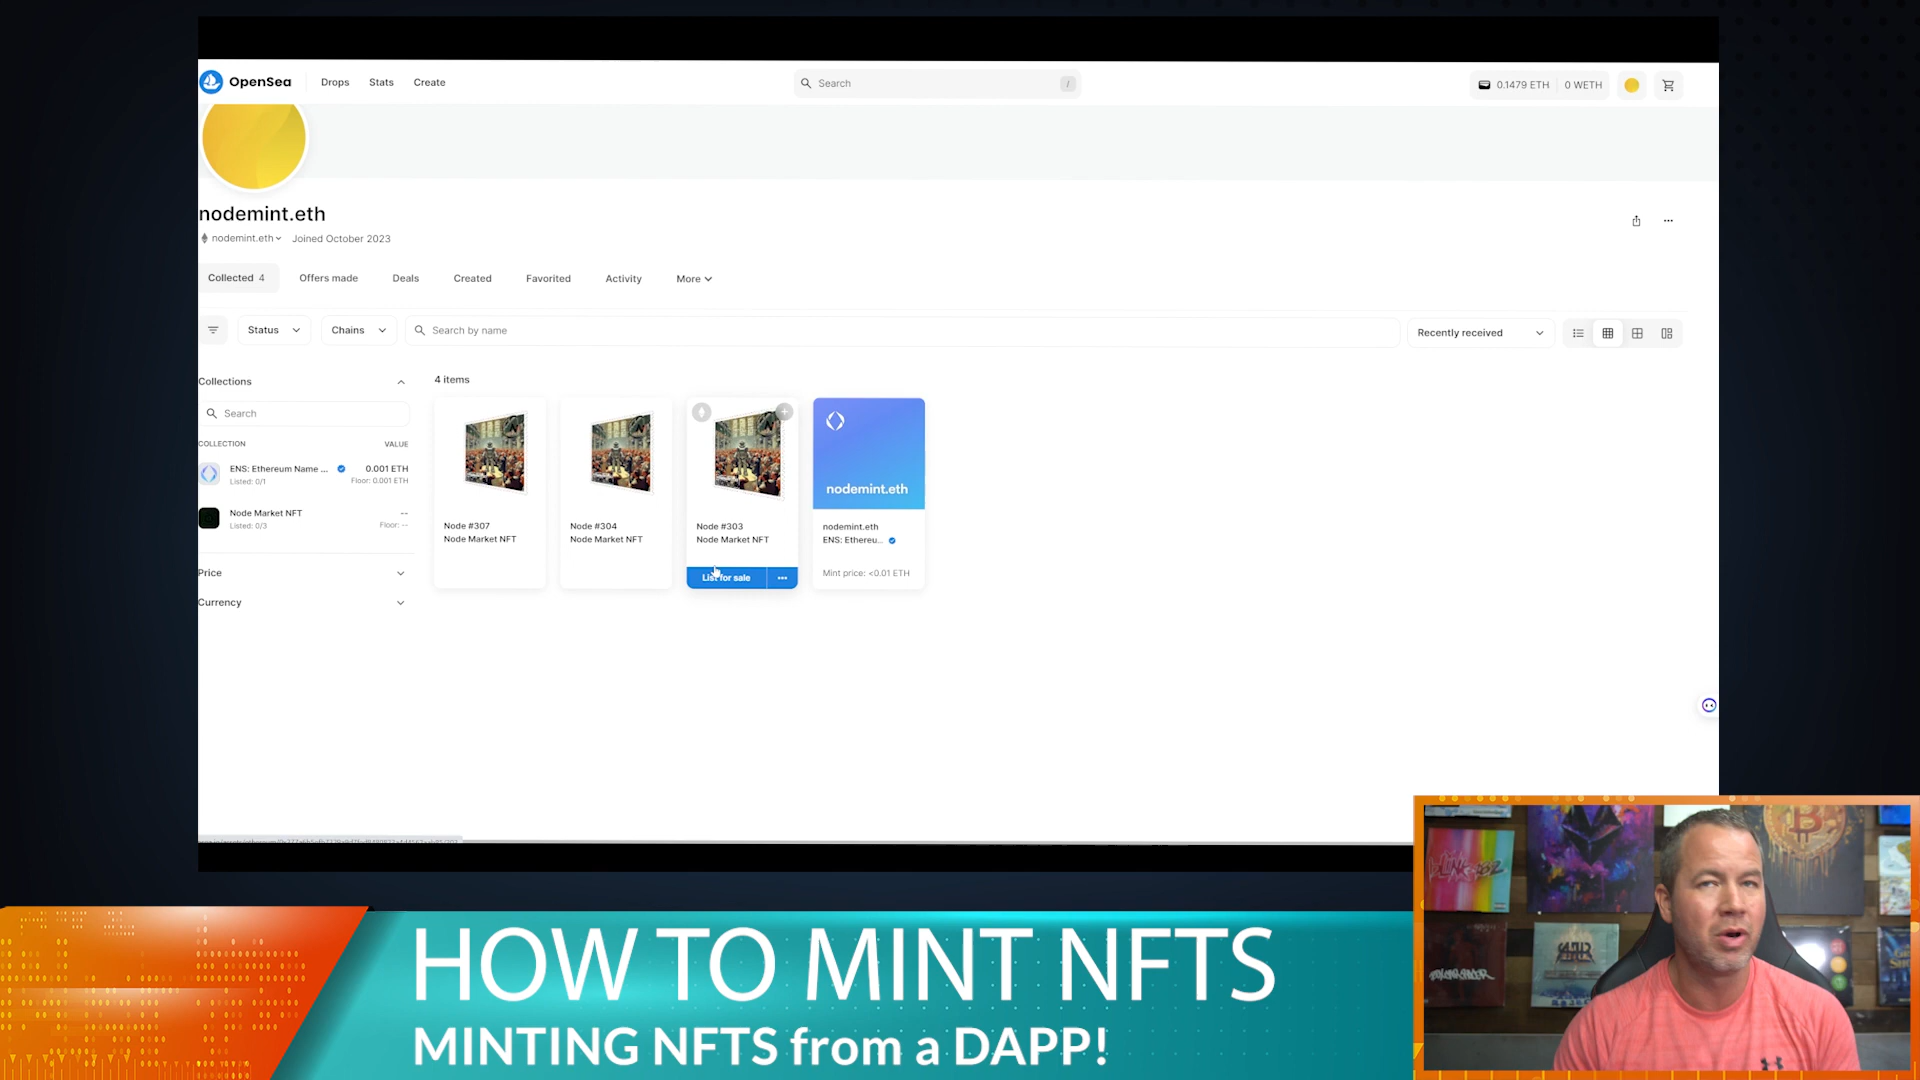 OpenSea
Drops
Stats
Create
Search
/
0.1479 ETH
0 WETH
nodemint.eth
nodemint.eth
Joined October 2023
Collected 4
Offers made
Deals
Created
Favorited
Activity
More
Status
Chains
Search by name
Recently received
Collections
Search
COLLECTION
VALUE
ENS: Ethereum Name ...
0.001 ETH
Listed: 0/1
Floor: 0.001 ETH
Node Market NFT
--
Listed: 0/3
Floor: --
Price
Currency
4 items
Node #307
Node Market NFT
Node #304
Node Market NFT
Node #303
Node Market NFT
List for sale
nodemint.eth
nodemint.eth
ENS: Ethereu...
Mint price: <0.01 ETH
blink-182
HOW TO MINT NFTS
MINTING NFTS from a DAPP!